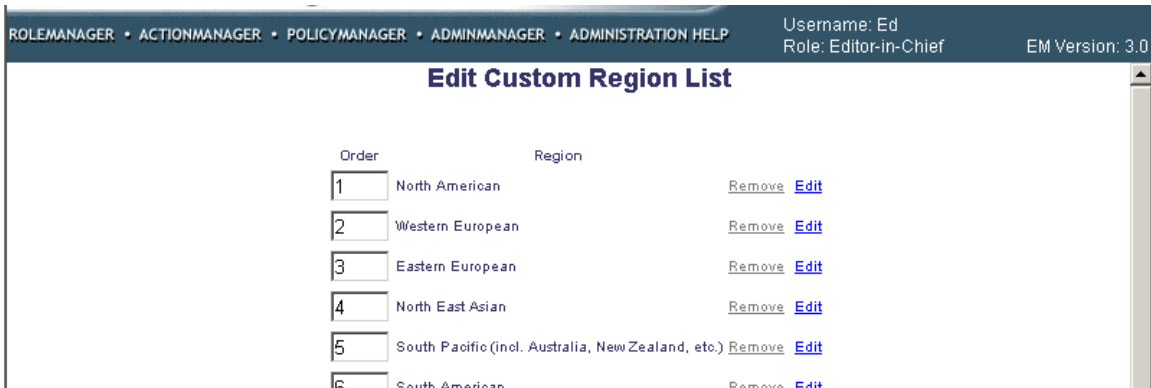 ROLEMANAGER • ACTIONMANAGER • POLICYMANAGER • ADMINMANAGER • ADMINISTRATION HELP
Username: Ed
Role: Editor-in-Chief
EM Version: 3.0
Edit Custom Region List
Order Region
1 North American Remove Edit
2 Western European Remove Edit
3 Eastern European Remove Edit
4 North East Asian Remove Edit
5 South Pacific (incl. Australia, New Zealand, etc.) Remove Edit
6 South American Remove Edit